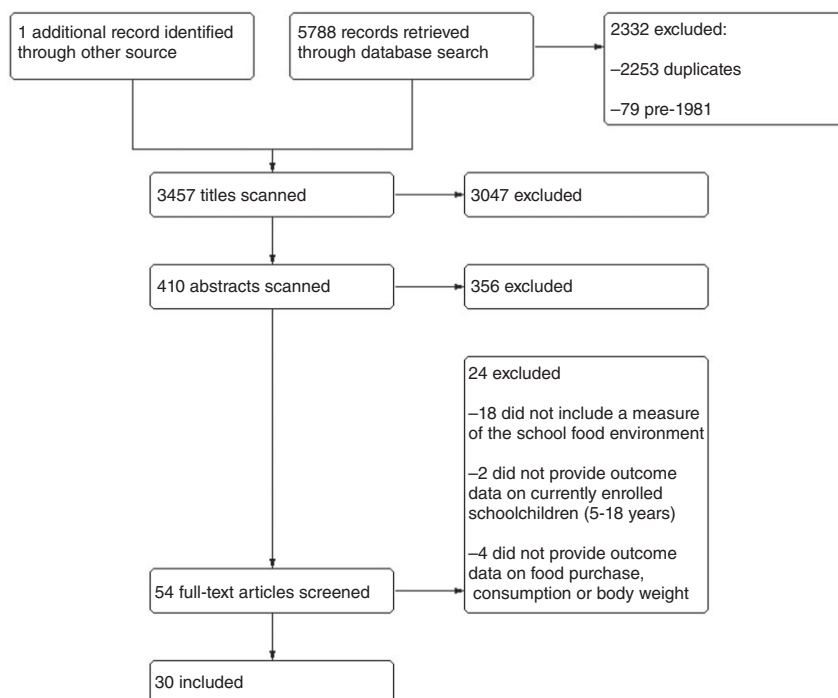 1 additional record identified
through other source
5788 records retrieved
through database search
2332 excluded:
–2253 duplicates
–79 pre-1981
3457 titles scanned
3047 excluded
410 abstracts scanned
356 excluded
24 excluded
–18 did not include a measure
of the school food environment
–2 did not provide outcome
data on currently enrolled
schoolchildren (5-18 years)
–4 did not provide outcome
data on food purchase,
consumption or body weight
54 full-text articles screened
30 included